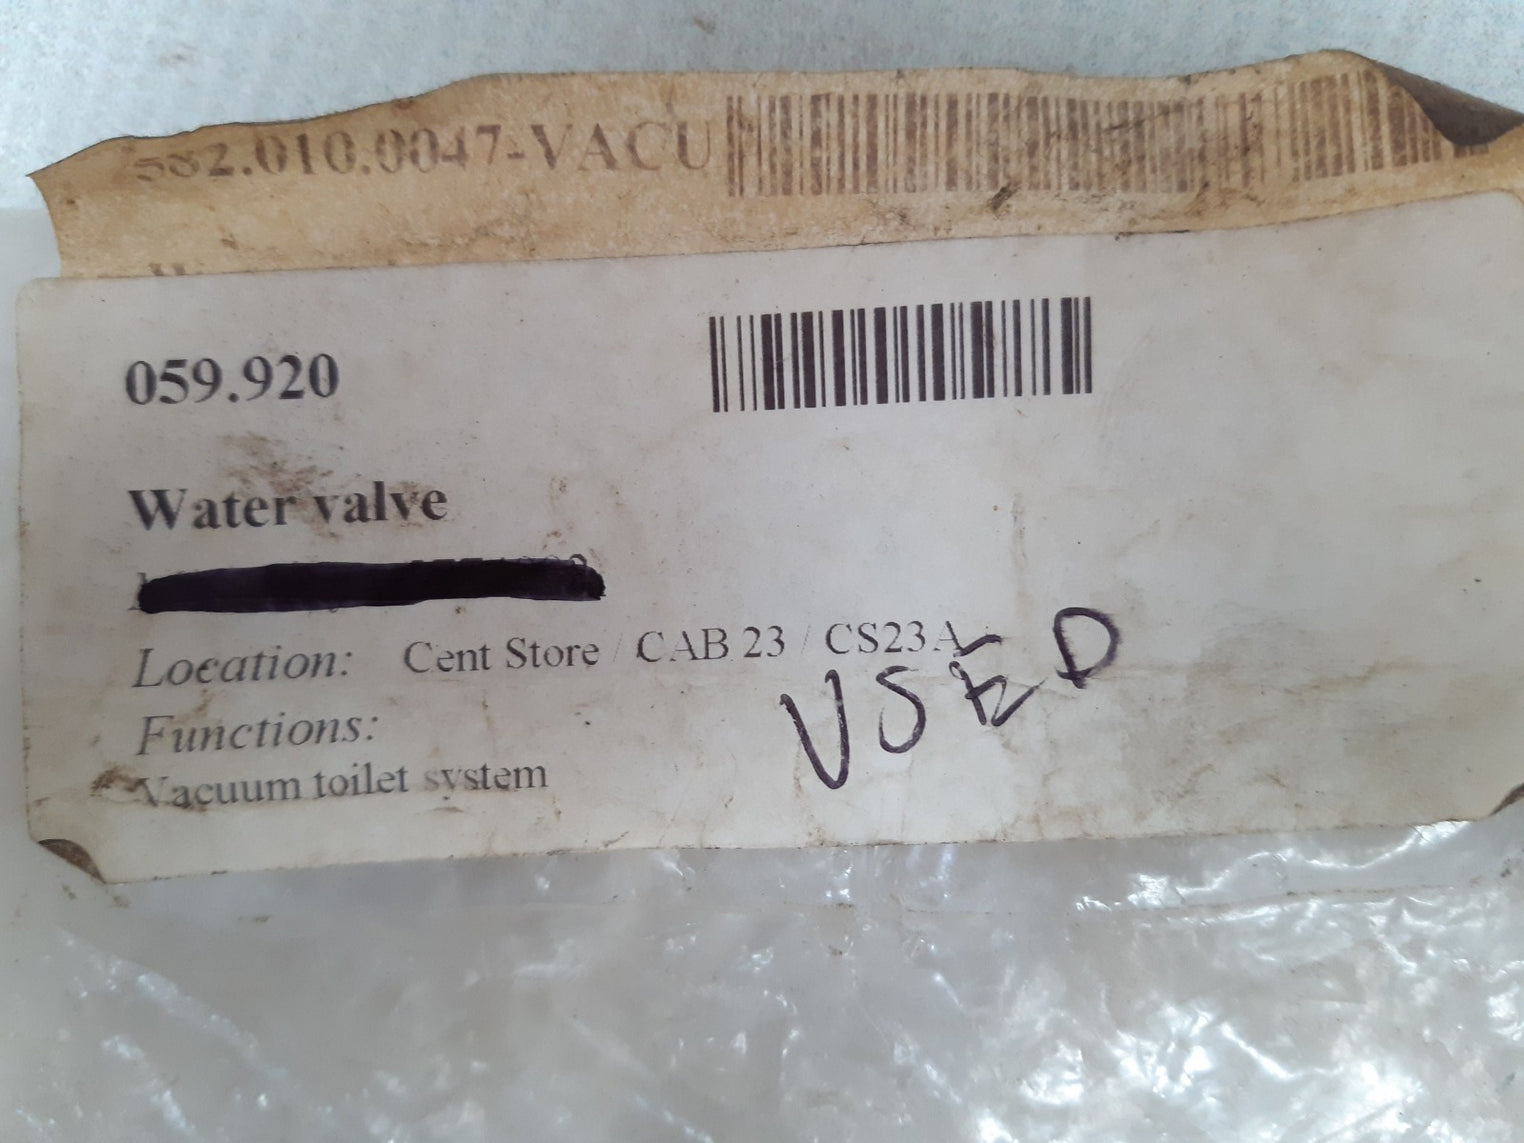 582.010.0047-VACU
059.920
Water valve
Location: Cent Store / CAB 23 / CS23A
USED
Functions:
Vacuum toilet system